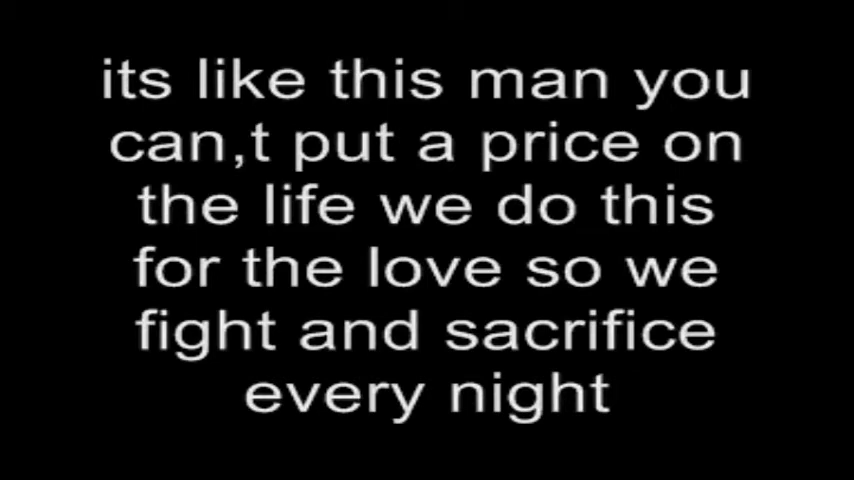 its like this man you
can,t put a price on
the life we do this
for the love so we
fight and sacrifice
every night